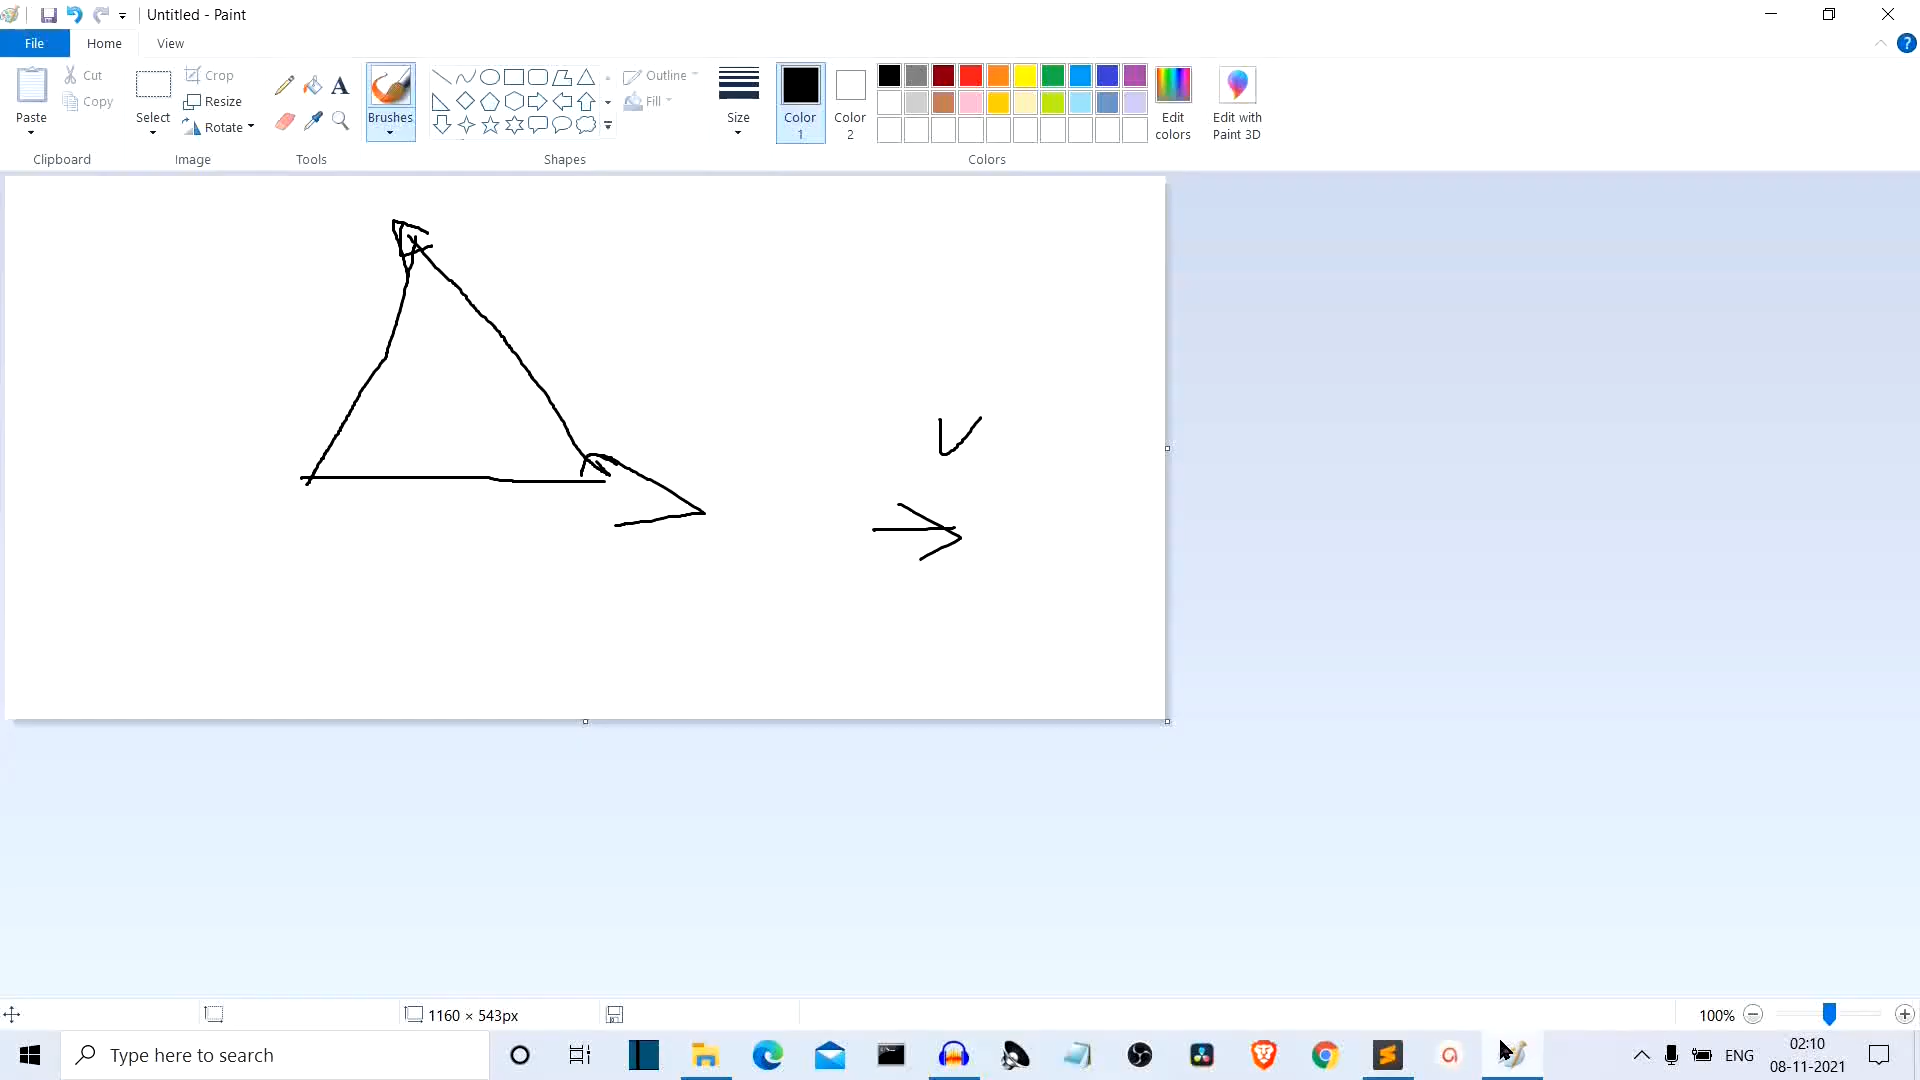 Untitled - Paint
File Home View
Paste
Cut
Copy
Clipboard
Select
Crop
Resize
Rotate
Image
Tools
Brushes
Shapes
Outline
Fill
Size
Color 1
Color 2
Colors
Edit colors
Edit with Paint 3D
V
1160 × 543px
100%
Type here to search
ENG
02:10
08-11-2021